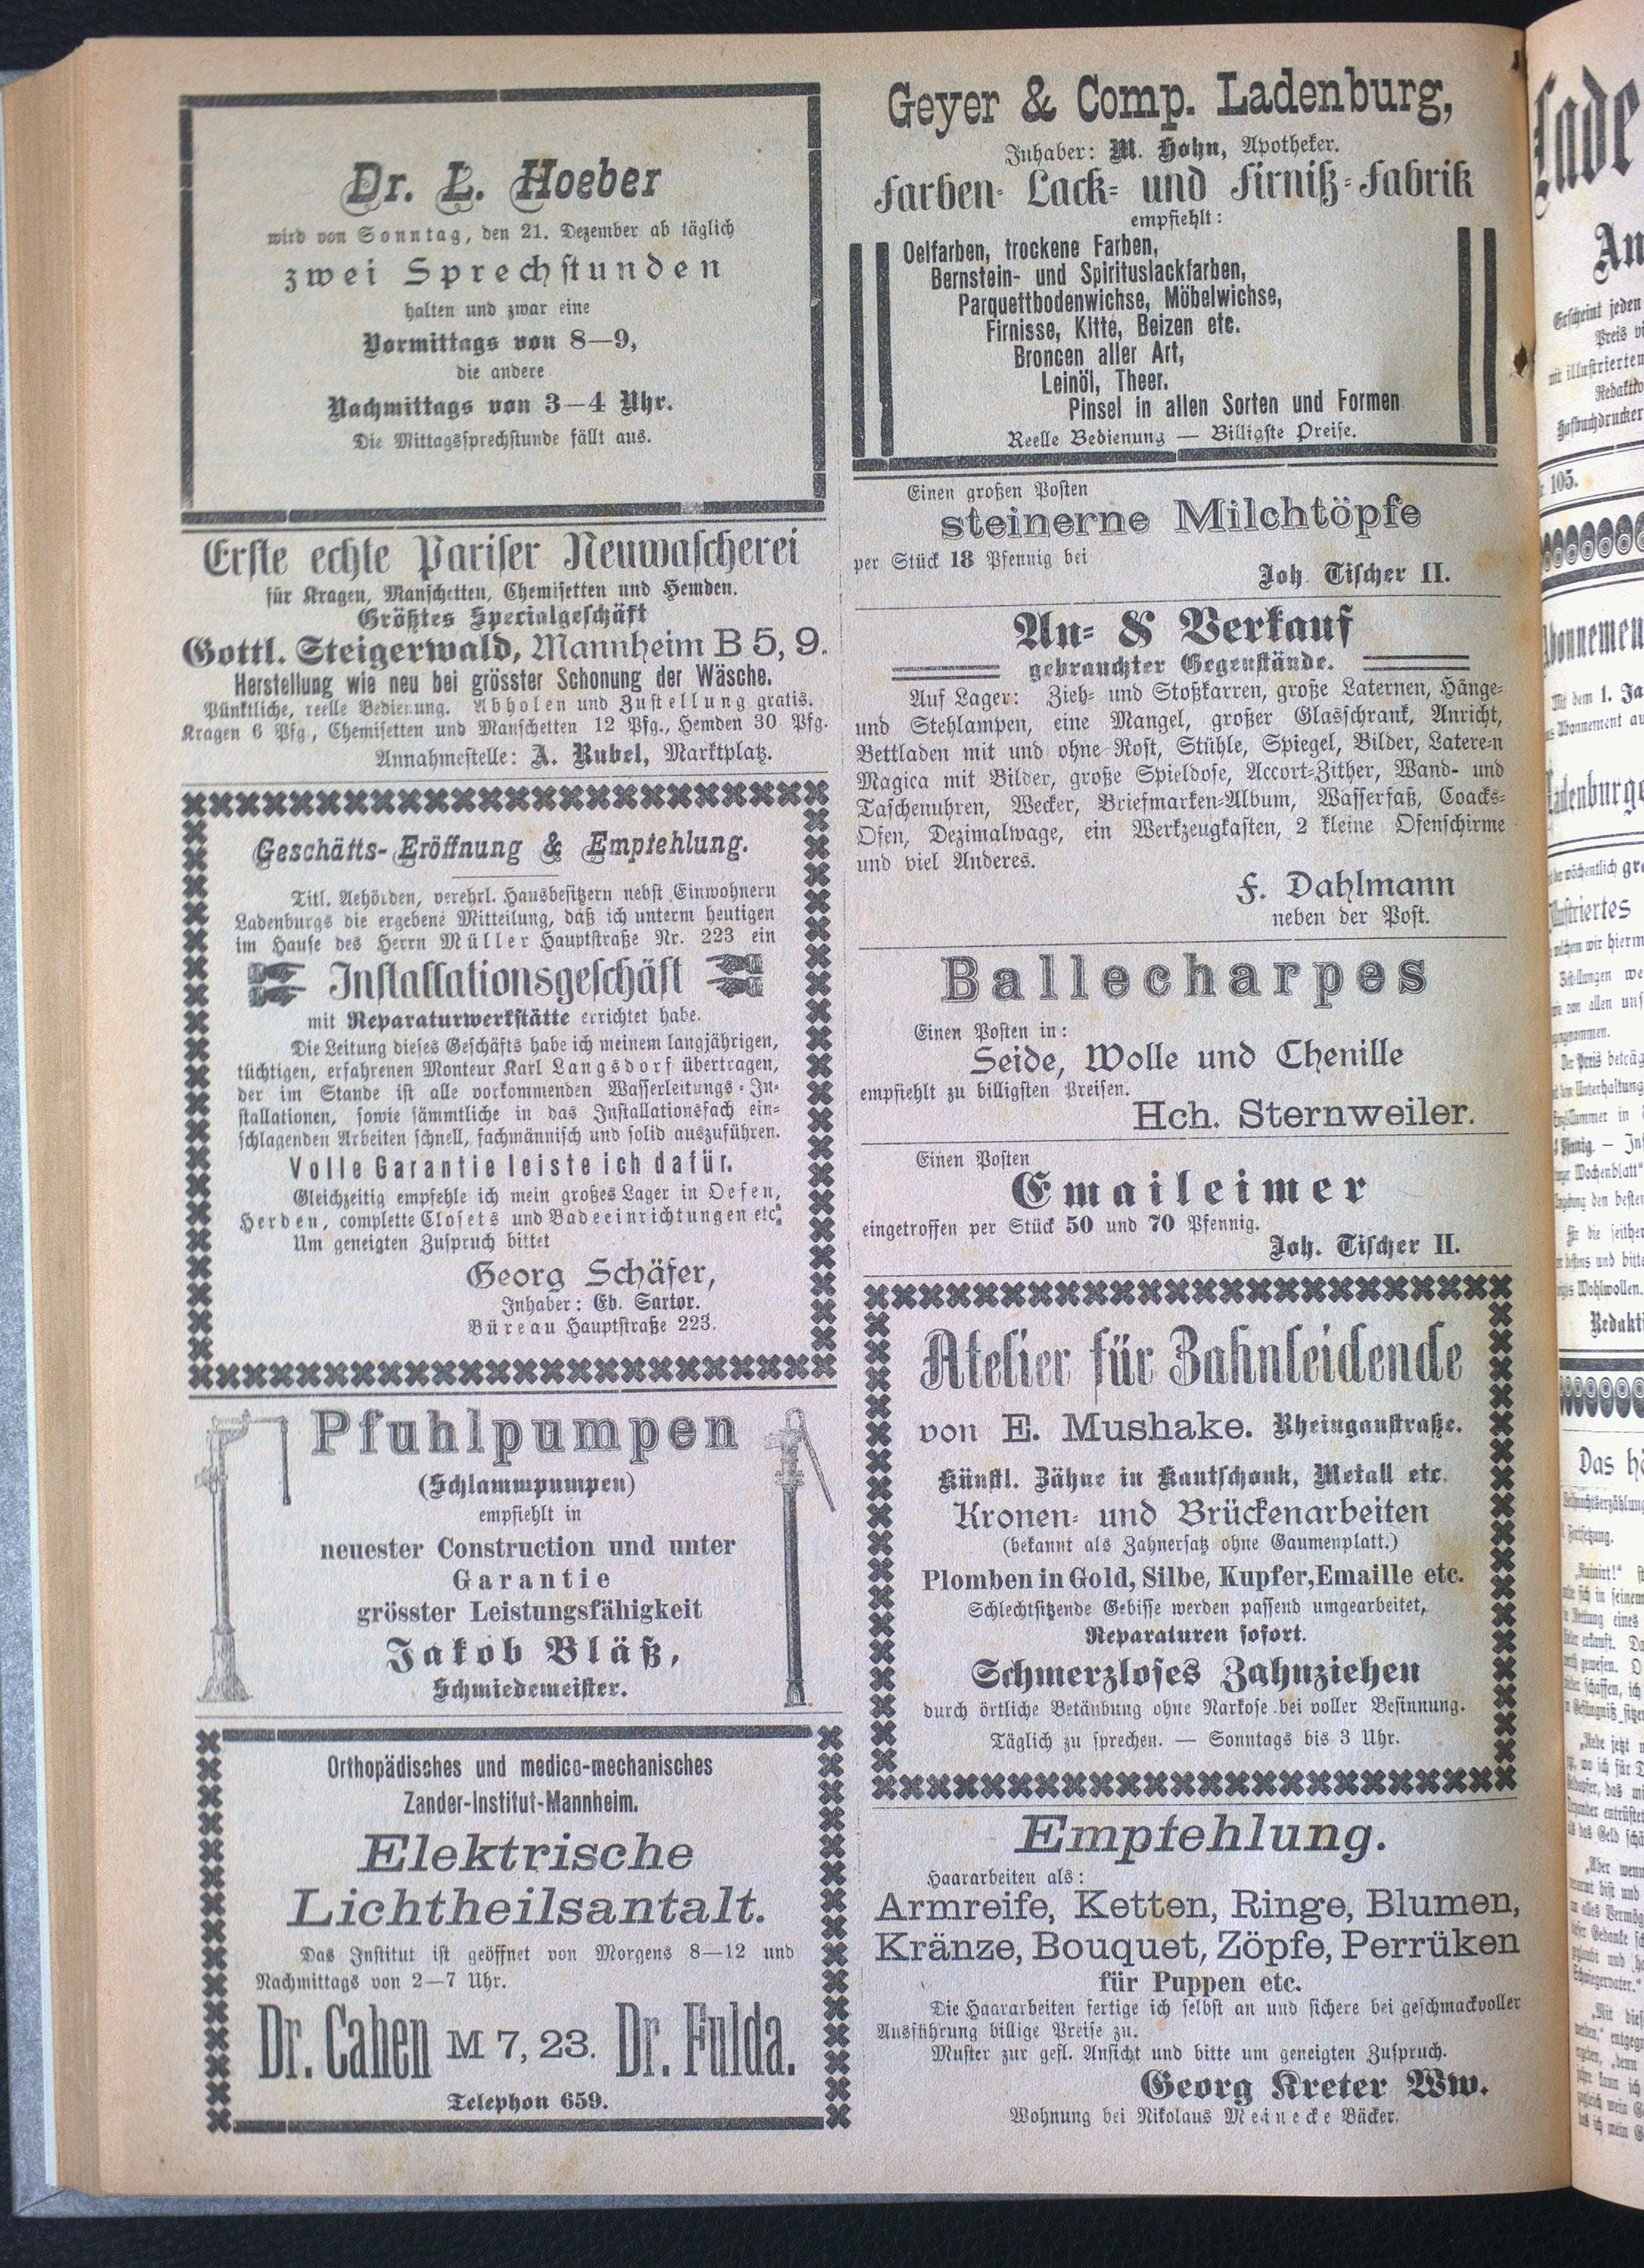 Dr. L. Hoeber
wird von Sonntag, den 21. Dezember ab täglich
zwei Sprechstunden
halten und zwar eine
Vormittags von 8—9,
die andere
Nachmittags von 3—4 Uhr.
Die Mittagssprechstunde fällt aus.
Erste echte Pariser Neuwascherei
für Kragen, Manschetten, Chemisetten und Hemden.
Größtes Specialgeschäft
Gottl. Steigerwald, Mannheim B 5, 9.
Herstellung wie neu bei grösster Schonung der Wäsche.
Pünktliche, reelle Bedienung. Abholen und Zustellung gratis.
Kragen 6 Pfg., Chemisetten und Manschetten 12 Pfg., Hemden 30 Pfg.
Annahmestelle: A. Rubel, Marktplatz.
Geschäfts-Eröffnung & Empfehlung.
Titl. Aehörden, verehrl. Hausbesitzern nebst Einwohnern
Ladenburgs die ergebene Mitteilung, daß ich unterm heutigen
im Hause des Herrn Müller Hauptstraße Nr. 223 ein
Installationsgeschäft
mit Reparaturwerkstätte errichtet habe.
Die Leitung dieses Geschäfts habe ich meinem langjährigen,
tüchtigen, erfahrenen Monteur Karl Langsdorf übertragen,
der im Stande ist alle vorkommenden Wasserleitungs-In-
stallationen, sowie sämmtliche in das Installationsfach ein-
schlagenden Arbeiten schnell, fachmännisch und solid auszuführen.
Volle Garantie leiste ich dafür.
Gleichzeitig empfehle ich mein großes Lager in Oefen,
Herden, complette Closets und Badeeinrichtungen etc.
Um geneigten Zuspruch bittet
Georg Schäfer,
Inhaber: Eb. Sartor.
Büreau Hauptstraße 223.
Pfuhlpumpen
(Schlammpumpen)
empfiehlt in
neuester Construction und unter
Garantie
grösster Leistungsfähigkeit
Jakob Bläß,
Schmiedemeister.
Orthopädisches und medico-mechanisches
Zander-Institut-Mannheim.
Elektrische
Lichtheilsantalt.
Das Institut ist geöffnet von Morgens 8—12 und
Nachmittags von 2—7 Uhr.
Dr. Cahen M 7, 23. Dr. Fulda.
Telephon 659.
Geyer & Comp. Ladenburg,
Inhaber: M. Hohn, Apotheker.
Farben- Lack- und Firniß-Fabrik
empfiehlt:
Oelfarben, trockene Farben,
Bernstein- und Spirituslackfarben,
Parquettbodenwichse, Möbelwichse,
Firnisse, Kitte, Beizen etc.
Broncen aller Art,
Leinöl, Theer.
Pinsel in allen Sorten und Formen
Reelle Bedienung — Billigste Preise.
Einen großen Posten
steinerne Milchtöpfe
per Stück 18 Pfennig bei
Joh. Tischer II.
An- & Verkauf
gebrauchter Gegenstände.
Auf Lager: Zieh- und Stoßkarren, große Laternen, Hänge-
und Stehlampen, eine Mangel, großer Glasschrank, Anricht,
Bettladen mit und ohne Rost, Stühle, Spiegel, Bilder, Latere-n
Magica mit Bilder, große Spieldose, Accort-Zither, Wand- und
Taschenuhren, Wecker, Briefmarken-Album, Wasserfaß, Coacks-
Ofen, Dezimalwage, ein Werkzeugkasten, 2 kleine Ofenschirme
und viel Anderes.
F. Dahlmann
neben der Post.
Ballecharpes
Einen Posten in:
Seide, Wolle und Chenille
empfiehlt zu billigsten Preisen.
Hch. Sternweiler.
Einen Posten
Emaileimer
eingetroffen per Stück 50 und 70 Pfennig.
Joh. Tischer II.
Atelier für Zahnleidende
von E. Mushake. Rheingaustraße.
Künstl. Zähne in Kautschouk, Metall etc.
Kronen- und Brückenarbeiten
(bekannt als Zahnersatz ohne Gaumenplatt.)
Plomben in Gold, Silbe, Kupfer, Emaille etc.
Schlechtsitzende Gebisse werden passend umgearbeitet,
Reparaturen sofort.
Schmerzloses Zahnziehen
durch örtliche Betäubung ohne Narkose bei voller Besinnung.
Täglich zu sprechen. — Sonntags bis 3 Uhr.
Empfehlung.
Haararbeiten als:
Armreife, Ketten, Ringe, Blumen,
Kränze, Bouquet, Zöpfe, Perrüken
für Puppen etc.
Die Haararbeiten fertige ich selbst an und sichere bei geschmackvoller
Ausführung billige Preise zu.
Muster zur gefl. Ansicht und bitte um geneigten Zuspruch.
Georg Kreter Ww.
Wohnung bei Nikolaus Meinecke Bäcker.
Lade
An
Erscheint jeden
Preis
mit illustrierten
105.
Mit dem 1. Ja
Das